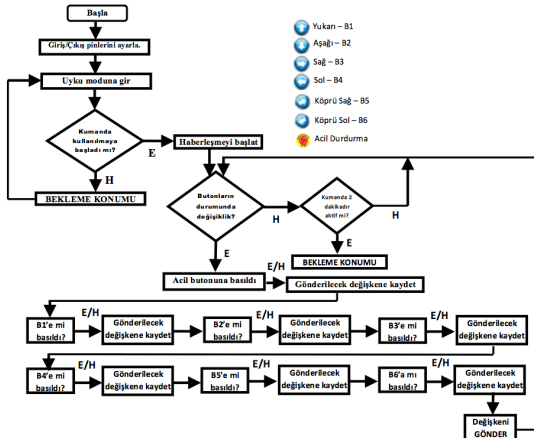 Başla
Giriş/Çıkış pinlerini ayarla.
Uyku moduna gir
Kumanda
kullanılmaya
başladı mı?
E
H
BEKLEME KONUMU
Haberleşmeyi başlat
Yukarı – B1
Aşağı – B2
Sağ – B3
Sol – B4
Köprü Sağ – B5
Köprü Sol – B6
Acil Durdurma
Butonların
durumunda
değişiklik?
H
E
Kumanda 2
dakikadır
aktif mi?
H
E
BEKLEME KONUMU
Acil butonuna basıldı
E/H
Gönderilecek değişkene kaydet
B1'e mi
basıldı?
E/H
Gönderilecek
değişkene kaydet
B2'e mi
basıldı?
E/H
Gönderilecek
değişkene kaydet
B3'e mi
basıldı?
E/H
Gönderilecek
değişkene kaydet
B4'e mi
basıldı?
E/H
Gönderilecek
değişkene kaydet
B5'e mi
basıldı?
E/H
Gönderilecek
değişkene kaydet
B6'a mı
basıldı?
E/H
Gönderilecek
değişkene kaydet
Değişkeni
GÖNDER